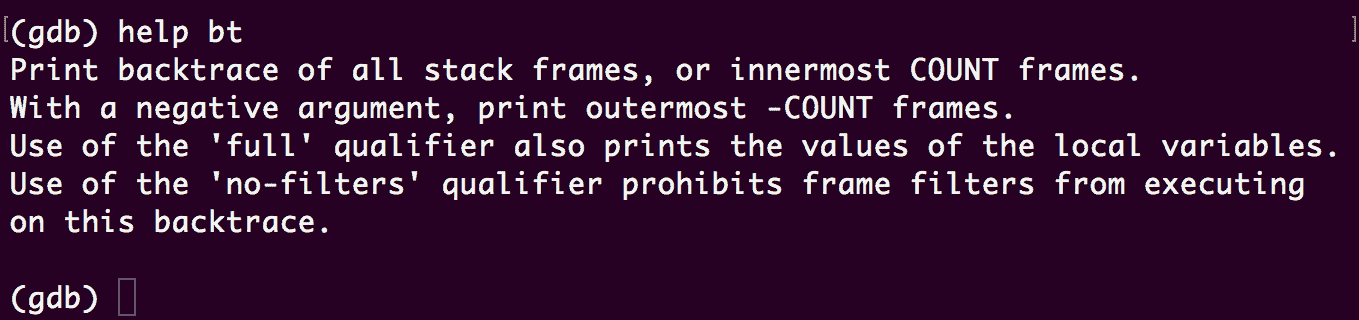 (gdb) help bt
Print backtrace of all stack frames, or innermost COUNT frames.
With a negative argument, print outermost -COUNT frames.
Use of the 'full' qualifier also prints the values of the local variables.
Use of the 'no-filters' qualifier prohibits frame filters from executing
on this backtrace.
(gdb)